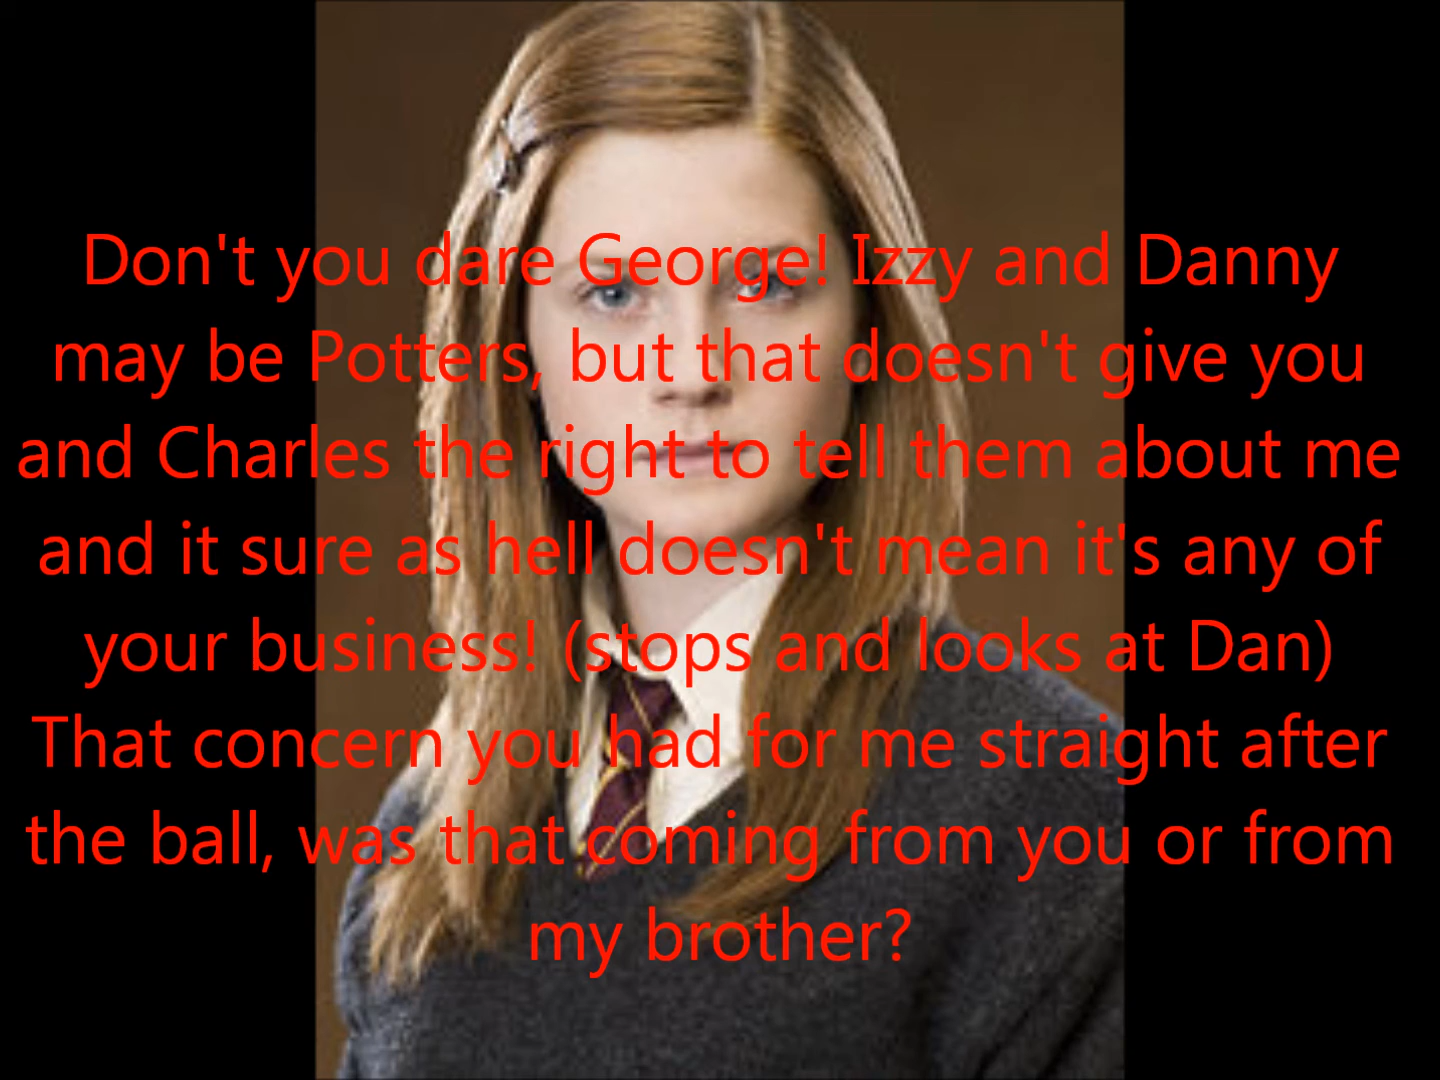 Don't you dare George! Izzy and Danny
may be Potters, but that doesn't give you
and Charles the right to tell them about me
and it sure as hell doesn't mean it's any of
your business! (stops and looks at Dan)
That concern you had for me straight after
the ball, was that coming from you or from
my brother?